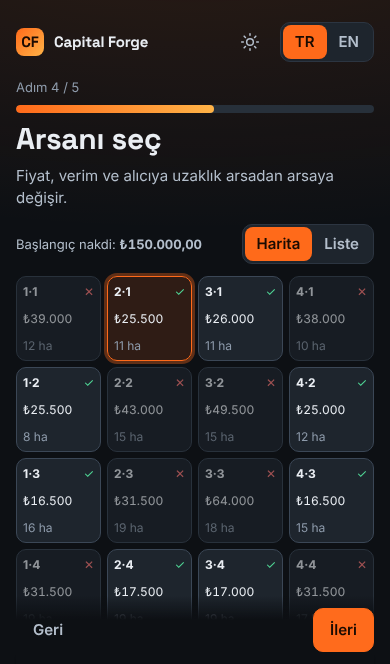 CF Capital Forge TR EN
Adım 4 / 5
Arsanı seç
Fiyat, verim ve alıcıya uzaklık arsadan arsaya
değişir.
Başlangıç nakdi: ₺150.000,00 Harita Liste
1·1 ✕ 2·1 ✓ 3·1 ✓ 4·1 ✕
₺39.000 ₺25.500 ₺26.000 ₺38.000
12 ha 11 ha 11 ha 10 ha
1·2 ✓ 2·2 ✕ 3·2 ✕ 4·2 ✓
₺25.500 ₺43.000 ₺49.500 ₺25.000
8 ha 15 ha 15 ha 12 ha
1·3 ✓ 2·3 ✕ 3·3 ✕ 4·3 ✓
₺16.500 ₺31.500 ₺64.000 ₺16.500
16 ha 19 ha 18 ha 15 ha
1·4 ✕ 2·4 ✓ 3·4 ✓ 4·4 ✕
₺31.500 ₺17.500 ₺17.000 ₺31.500
Geri İleri